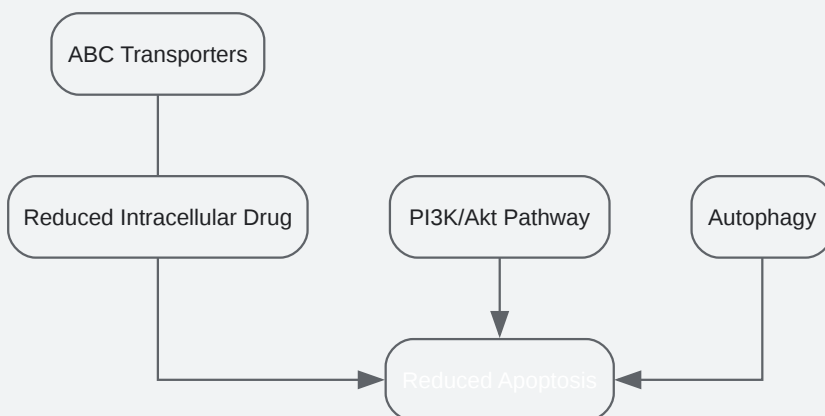 ABC Transporters
Reduced Intracellular Drug
PI3K/Akt Pathway
Autophagy
Reduced Apoptosis